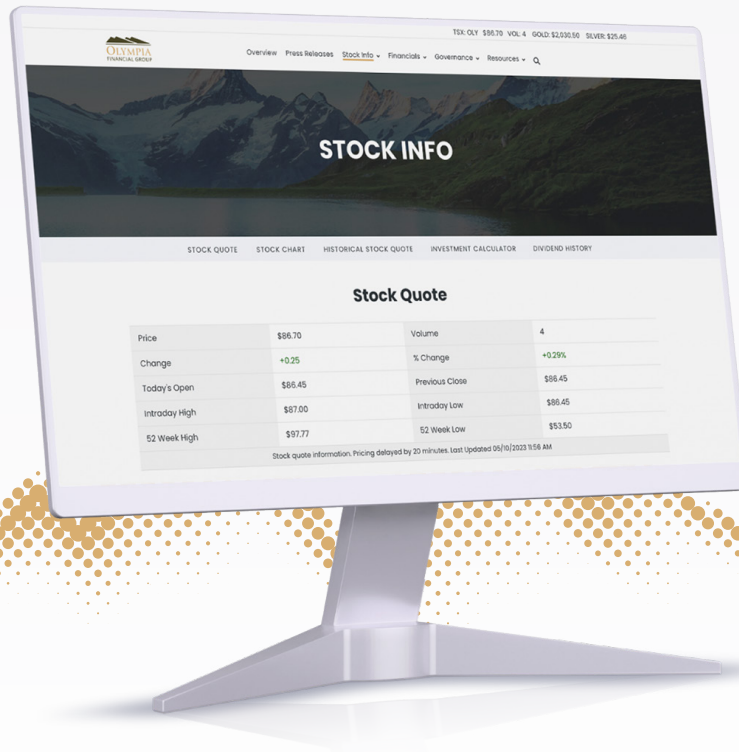 TSX: OLY $86.70 VOL: 4 GOLD: $2,030.50 SILVER: $25.46
OLYMPIA
FINANCIAL GROUP
Overview Press Releases Stock Info Financials Governance Resources
STOCK INFO
STOCK QUOTE STOCK CHART HISTORICAL STOCK QUOTE INVESTMENT CALCULATOR DIVIDEND HISTORY
Stock Quote
Price $86.70 Volume 4
Change +0.25 % Change +0.29%
Today's Open $86.45 Previous Close $86.45
Intraday High $87.00 Intraday Low $86.45
52 Week High $97.77 52 Week Low $53.50
Stock quote information. Pricing delayed by 20 minutes. Last Updated 05/10/2023 11:56 AM